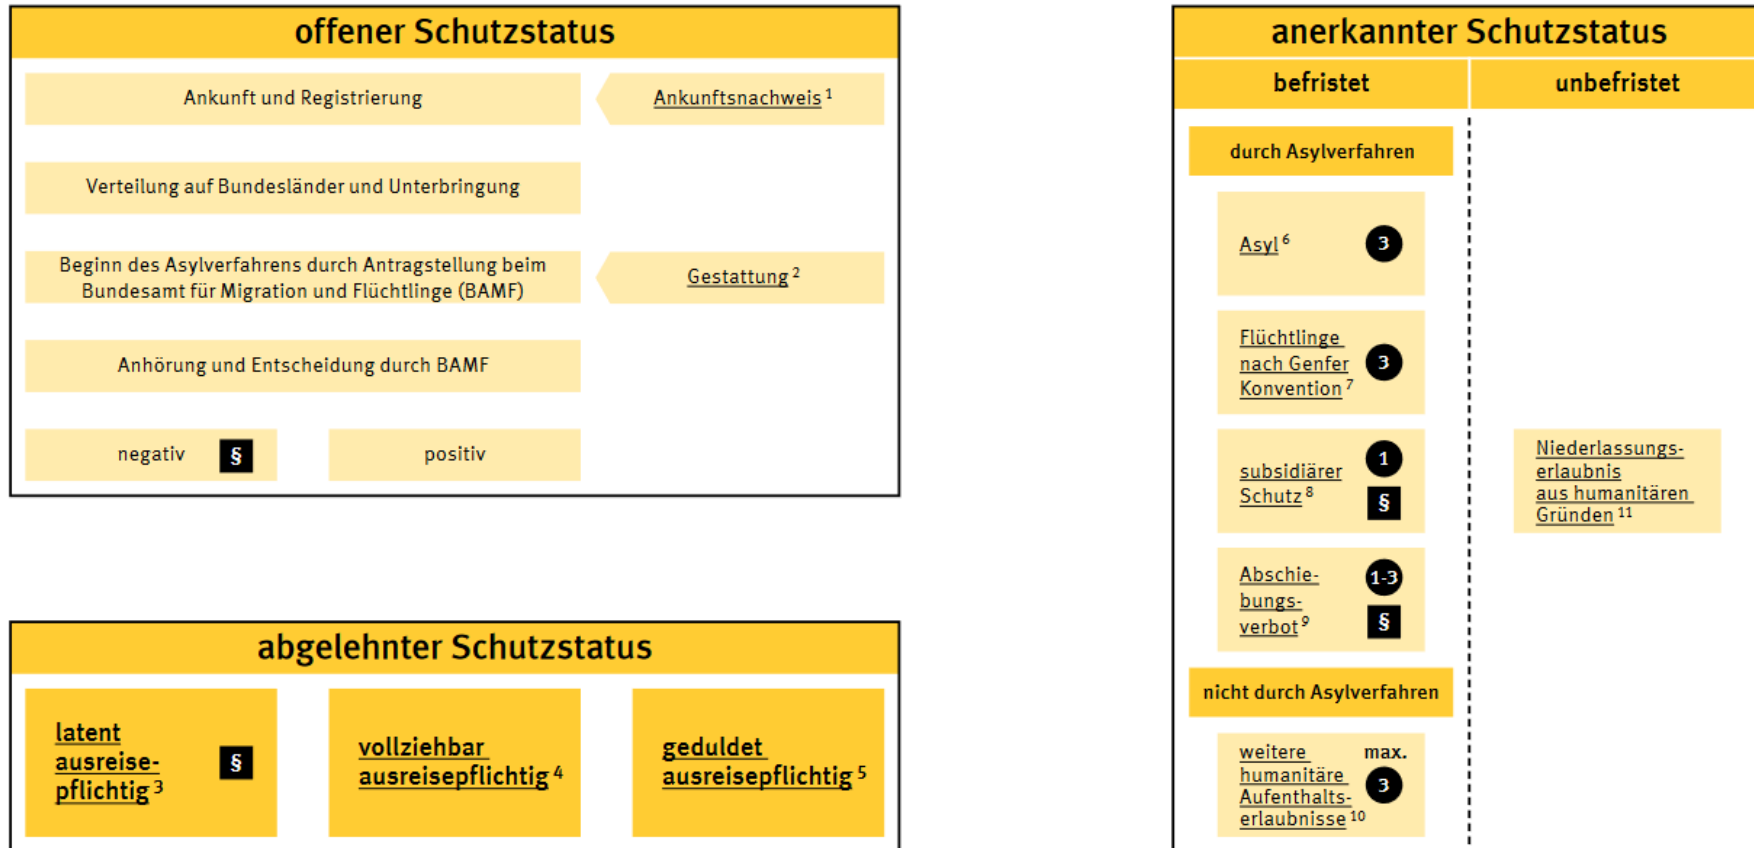 offener Schutzstatus
Ankunft und Registrierung
Ankunftsnachweis 1
Verteilung auf Bundesländer und Unterbringung
Beginn des Asylverfahrens durch Antragstellung beim
Bundesamt für Migration und Flüchtlinge (BAMF)
Gestattung 2
Anhörung und Entscheidung durch BAMF
negativ §
positiv
abgelehnter Schutzstatus
latent
ausreise-
pflichtig 3
§
vollziehbar
ausreisepflichtig 4
geduldet
ausreisepflichtig 5
anerkannter Schutzstatus
befristet
unbefristet
durch Asylverfahren
Asyl 6
3
Flüchtlinge
nach Genfer
Konvention 7
3
subsidiärer
Schutz 8
1
§
Abschie-
bungs-
verbot 9
1-3
§
nicht durch Asylverfahren
weitere
humanitäre
Aufenthalts-
erlaubnisse 10
max.
3
Niederlassungs-
erlaubnis
aus humanitären
Gründen 11